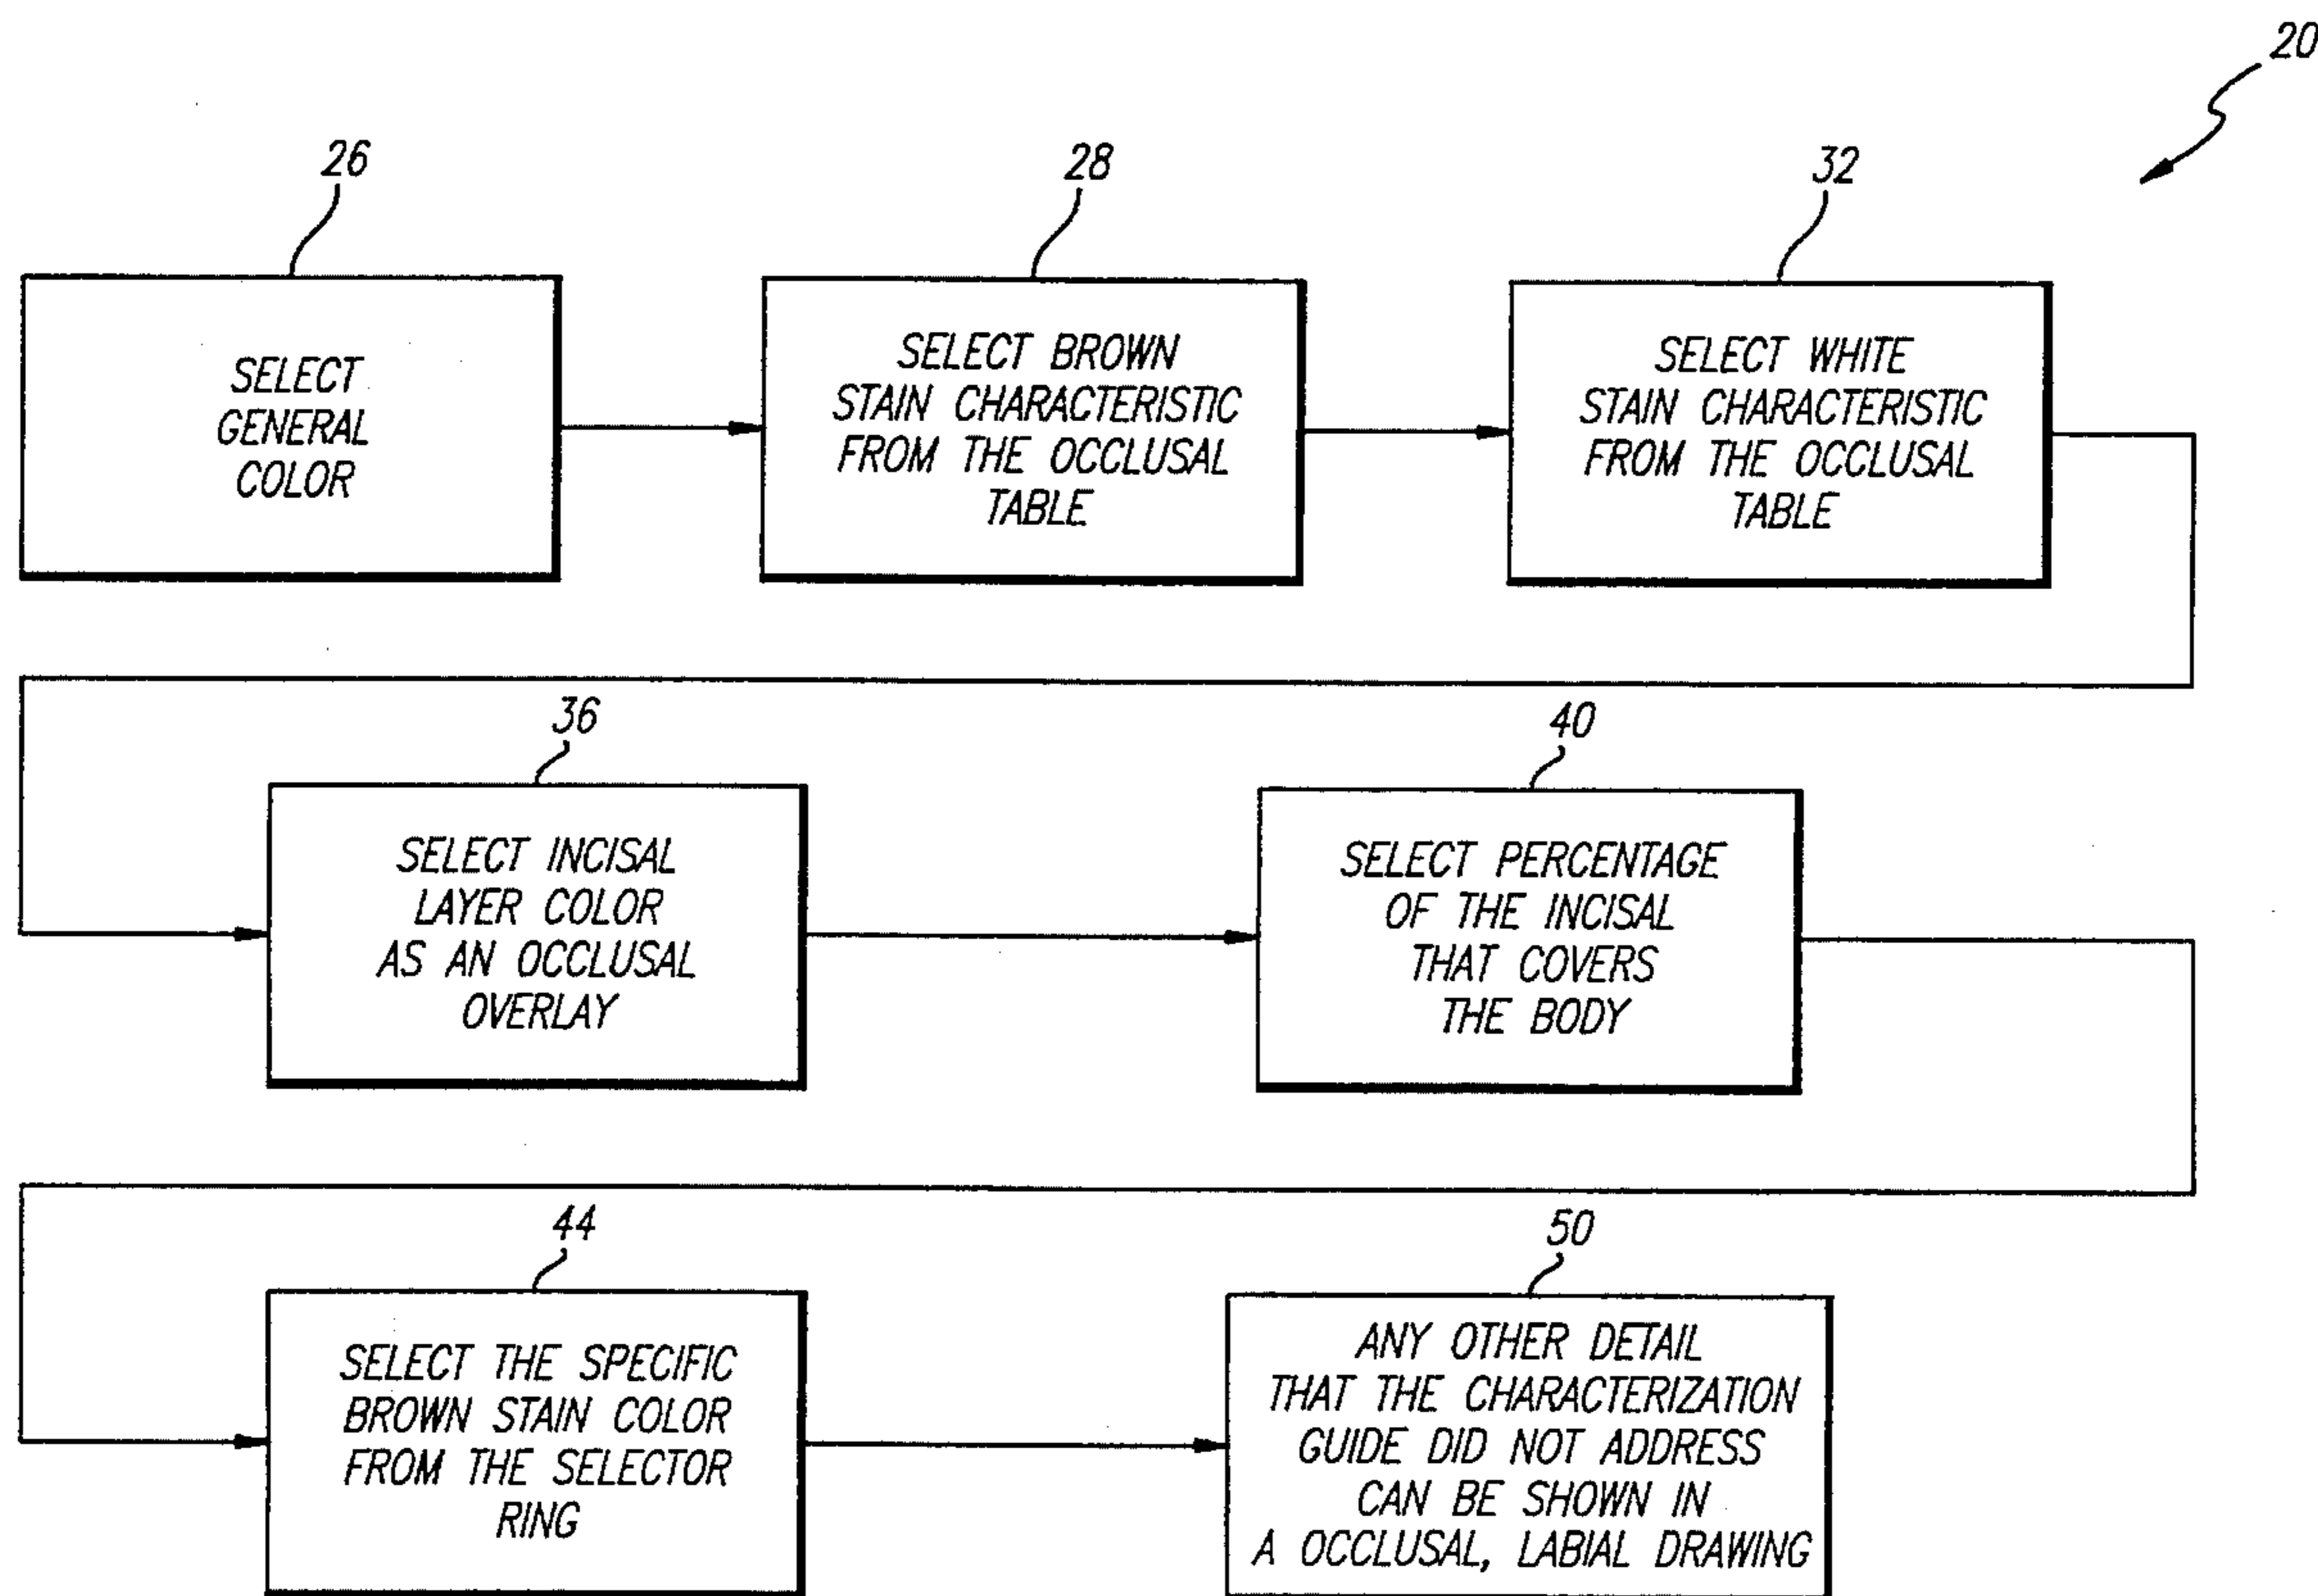 20
26
28
32
SELECT
GENERAL
COLOR
SELECT BROWN
STAIN CHARACTERISTIC
FROM THE OCCLUSAL
TABLE
SELECT WHITE
STAIN CHARACTERISTIC
FROM THE OCCLUSAL
TABLE
36
40
SELECT INCISAL
LAYER COLOR
AS AN OCCLUSAL
OVERLAY
SELECT PERCENTAGE
OF THE INCISAL
THAT COVERS
THE BODY
44
50
SELECT THE SPECIFIC
BROWN STAIN COLOR
FROM THE SELECTOR
RING
ANY OTHER DETAIL
THAT THE CHARACTERIZATION
GUIDE DID NOT ADDRESS
CAN BE SHOWN IN
A OCCLUSAL, LABIAL DRAWING